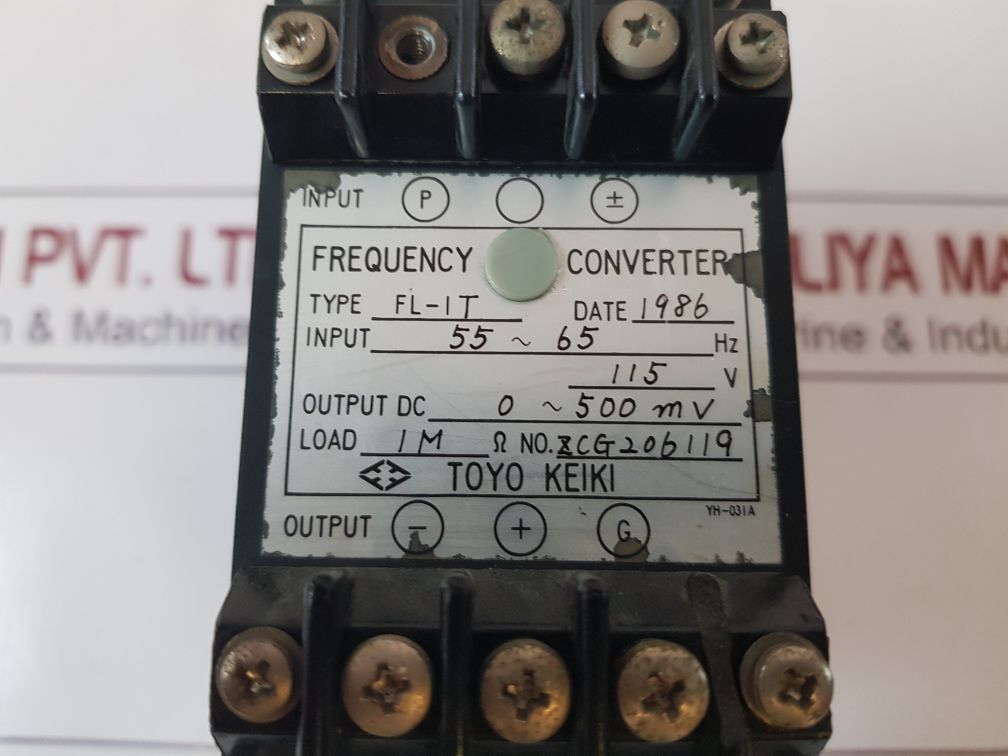 INPUT P ±
FREQUENCY CONVERTER
TYPE FL-1T DATE 1986
INPUT 55 ~ 65 Hz
115 V
OUTPUT DC 0 ~ 500 mV
LOAD 1M Ω NO. ZCG206119
TOYO KEIKI
YH-031A
OUTPUT - + G
PVT. LT LIYA MA
& Machine rine & Indu